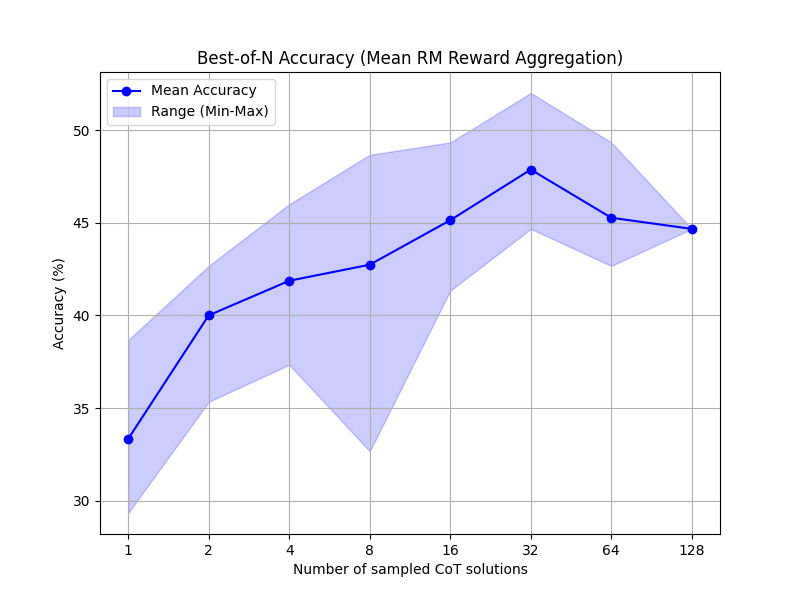 Best-of-N Accuracy (Mean RM Reward Aggregation)
Mean Accuracy
Range (Min-Max)
50
45
40
35
30
Accuracy (%)
1 2 4 8 16 32 64 128
Number of sampled CoT solutions